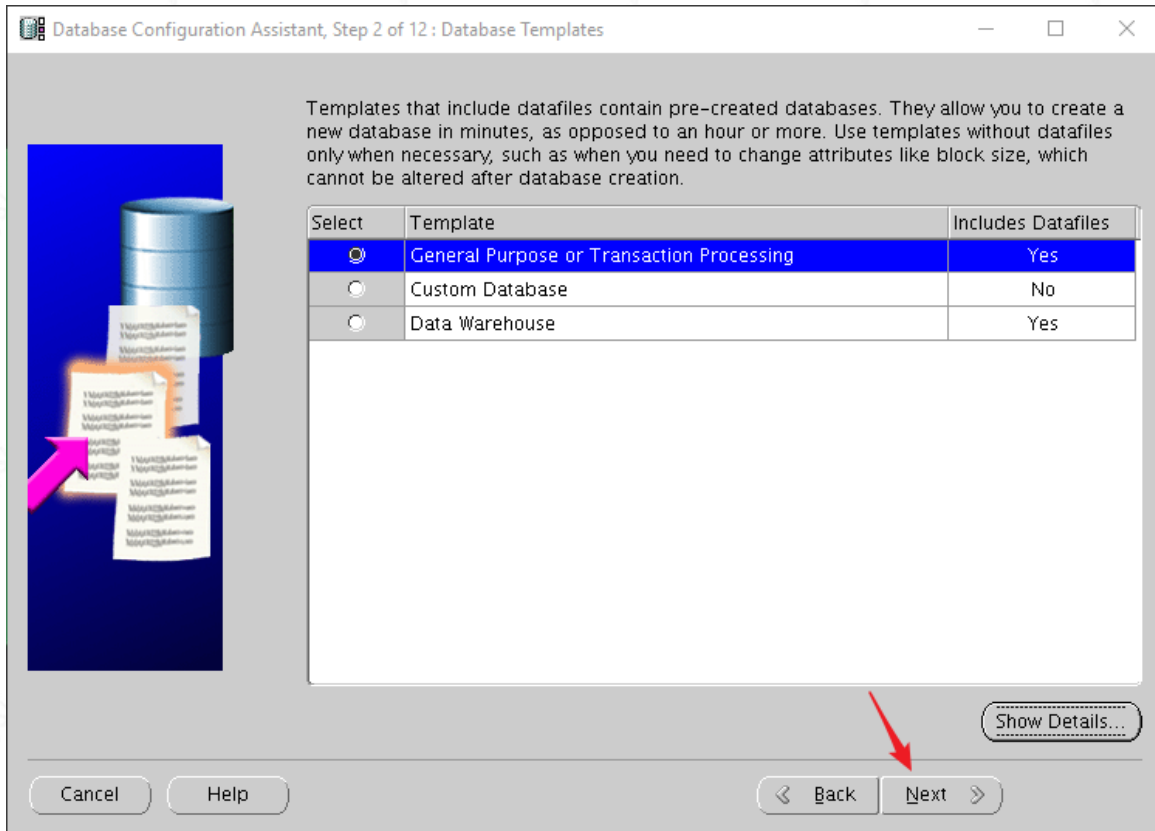 Database Configuration Assistant, Step 2 of 12 : Database Templates
Templates that include datafiles contain pre-created databases. They allow you to create a
new database in minutes, as opposed to an hour or more. Use templates without datafiles
only when necessary, such as when you need to change attributes like block size, which
cannot be altered after database creation.
Select Template Includes Datafiles
General Purpose or Transaction Processing Yes
Custom Database No
Data Warehouse Yes
Show Details...
Cancel Help Back Next